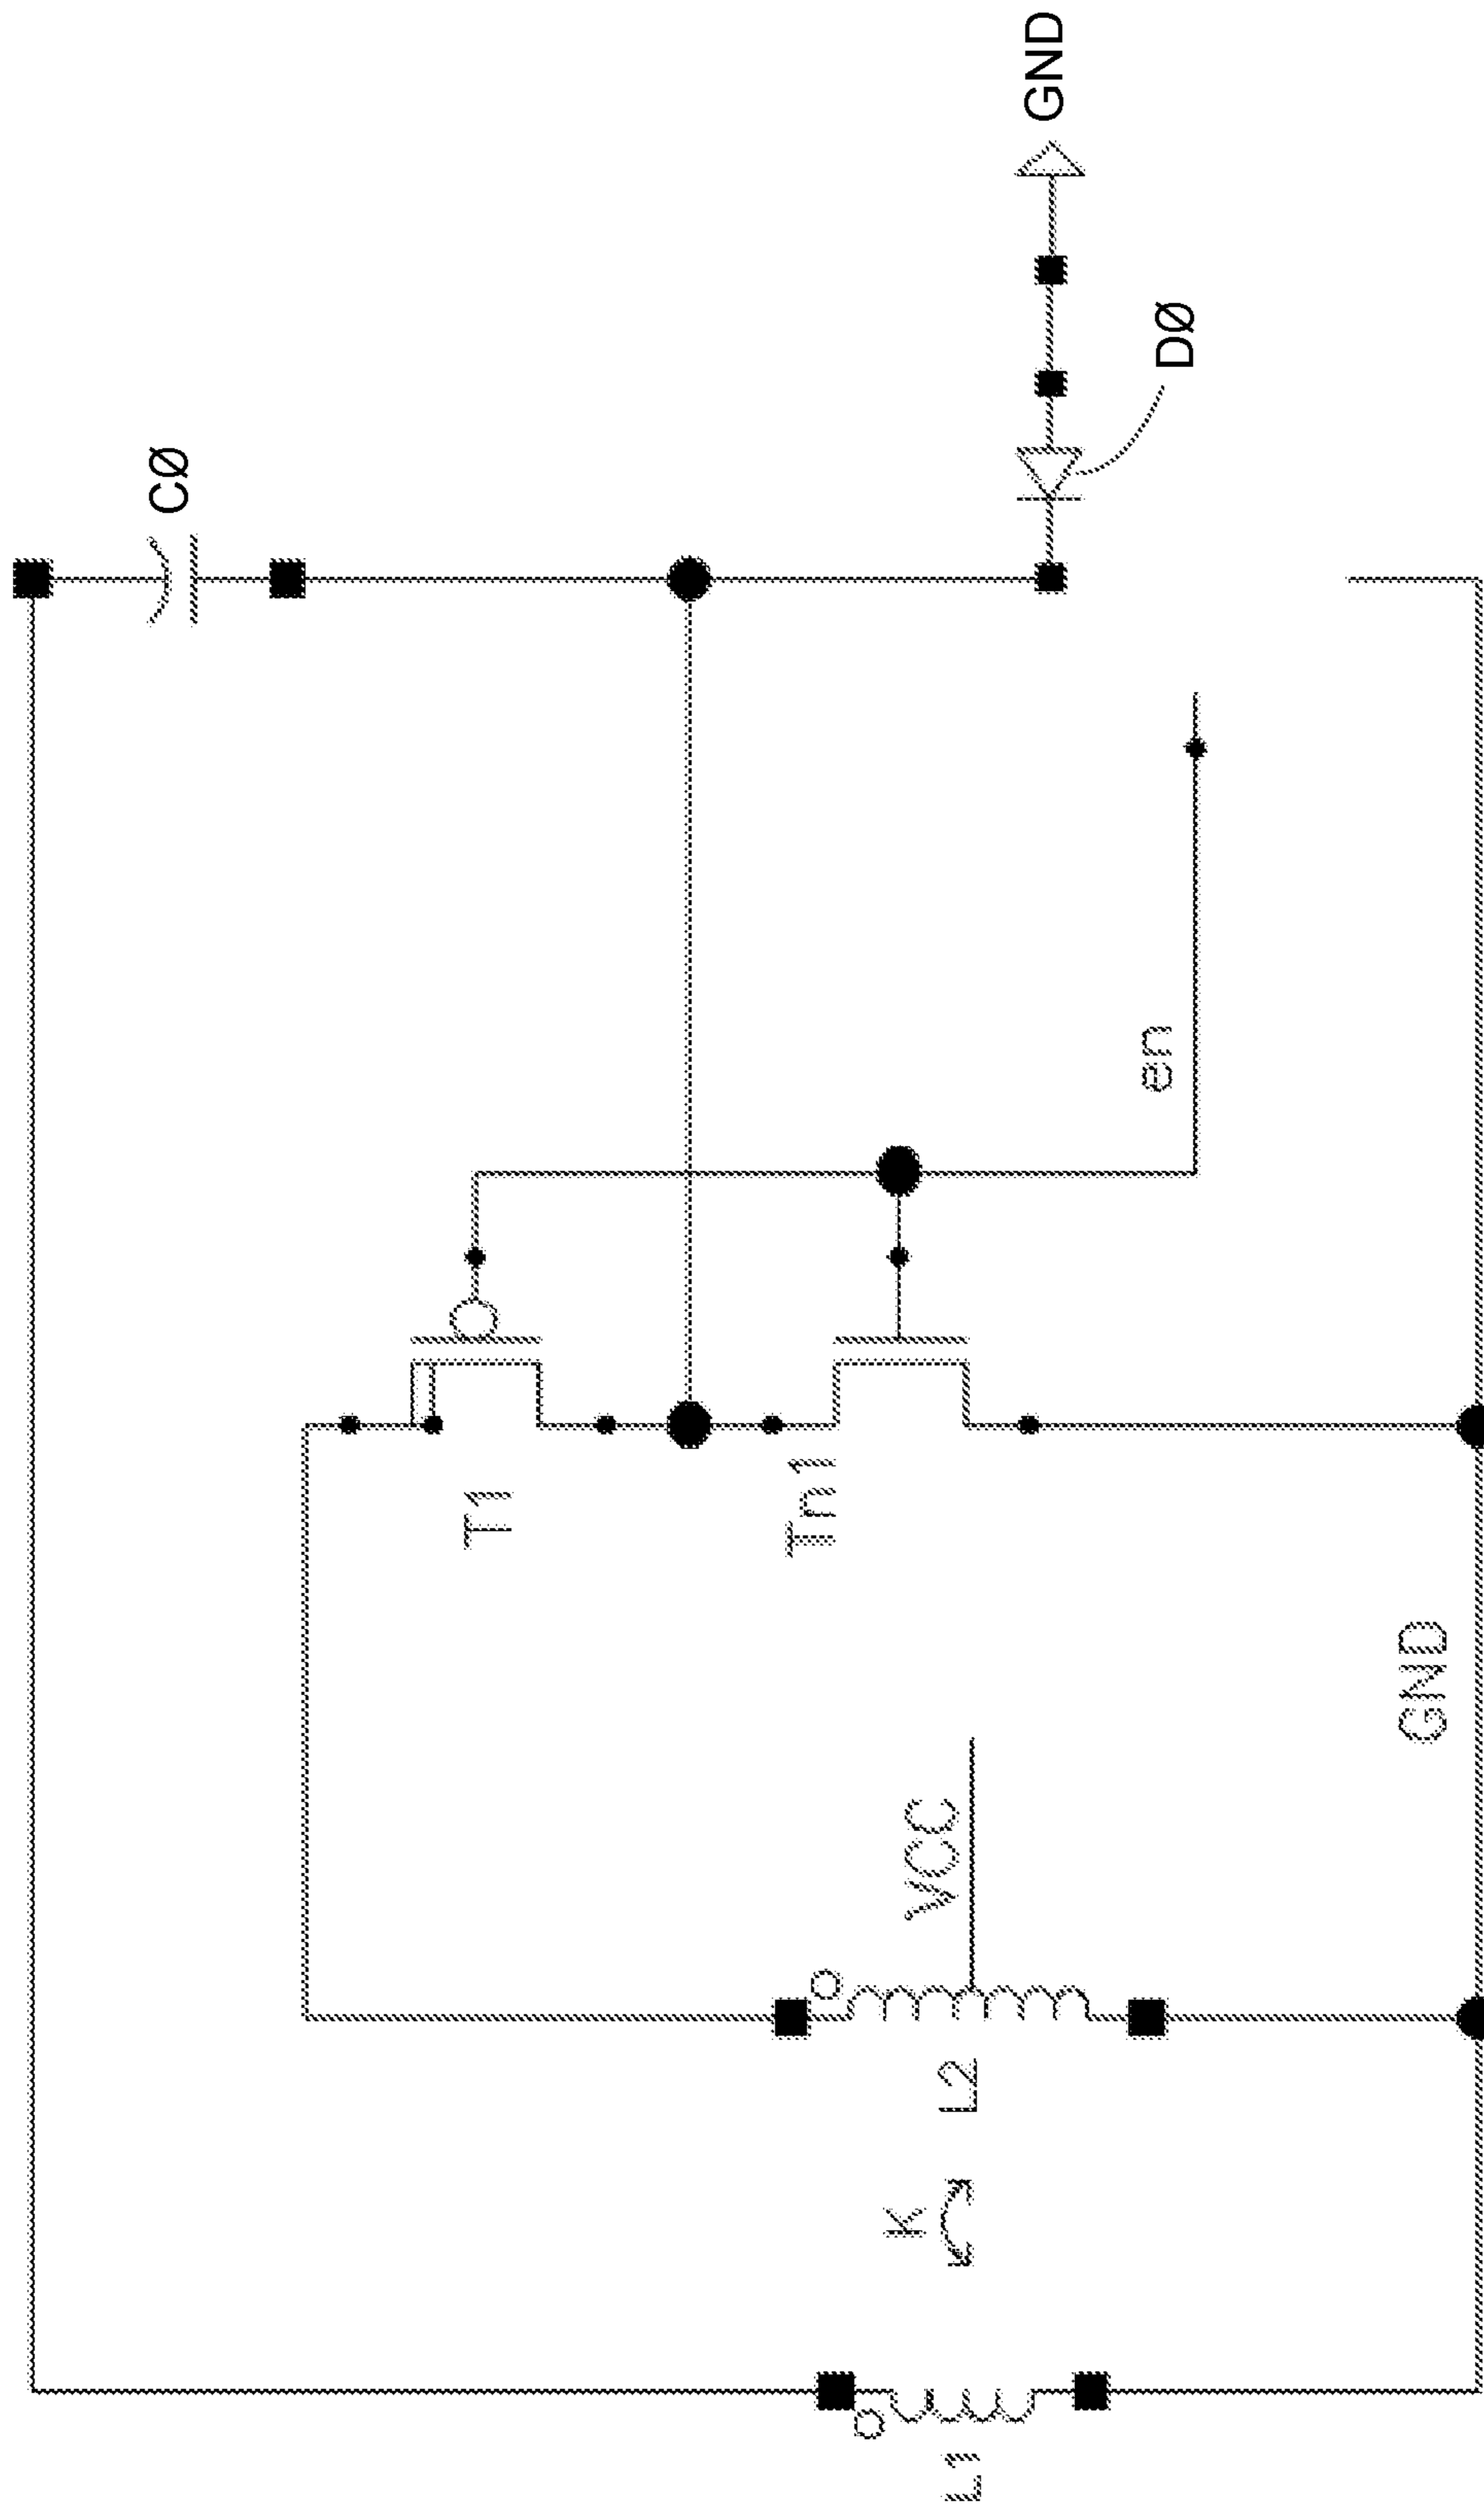 L1
K
L2
VCC
GND
T1
Tn1
en
CØ
DØ
GND